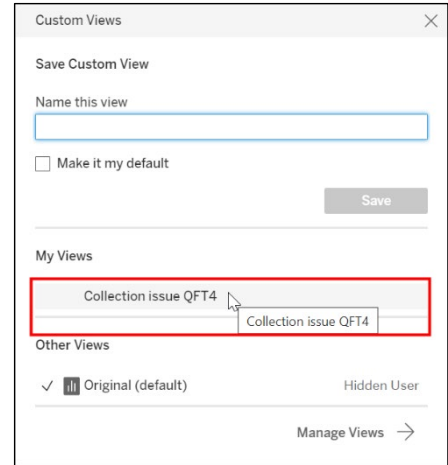 Custom Views
Save Custom View
Name this view
Make it my default
Save
My Views
Collection issue QFT4
Collection issue QFT4
Other Views
Original (default) Hidden User
Manage Views